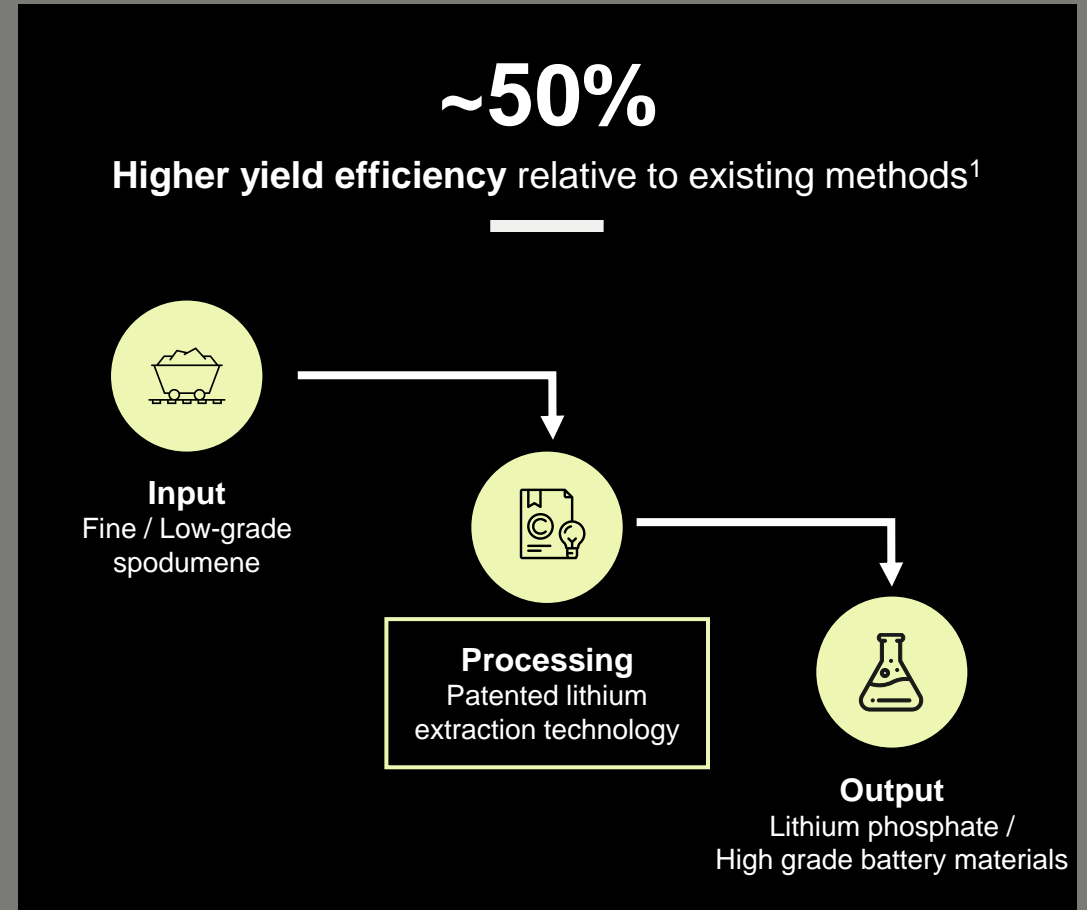 ~50%
Higher yield efficiency relative to existing methods¹
Input
Fine / Low-grade
spodumene
©
Processing
Patented lithium
extraction technology
Output
Lithium phosphate /
High grade battery materials